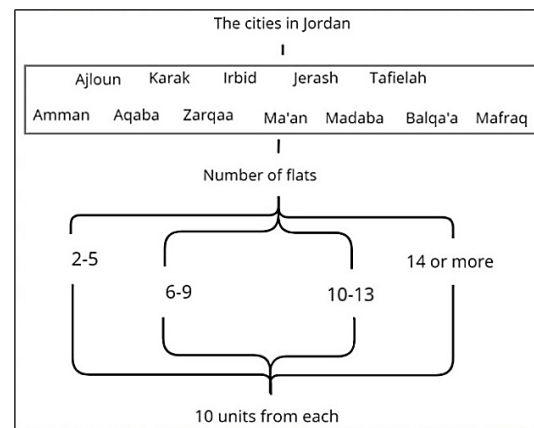 The cities in Jordan
Ajloun Karak Irbid Jerash Tafielah
Amman Aqaba Zarqaa Ma'an Madaba Balqa'a Mafraq
Number of flats
2-5 14 or more
6-9 10-13
10 units from each